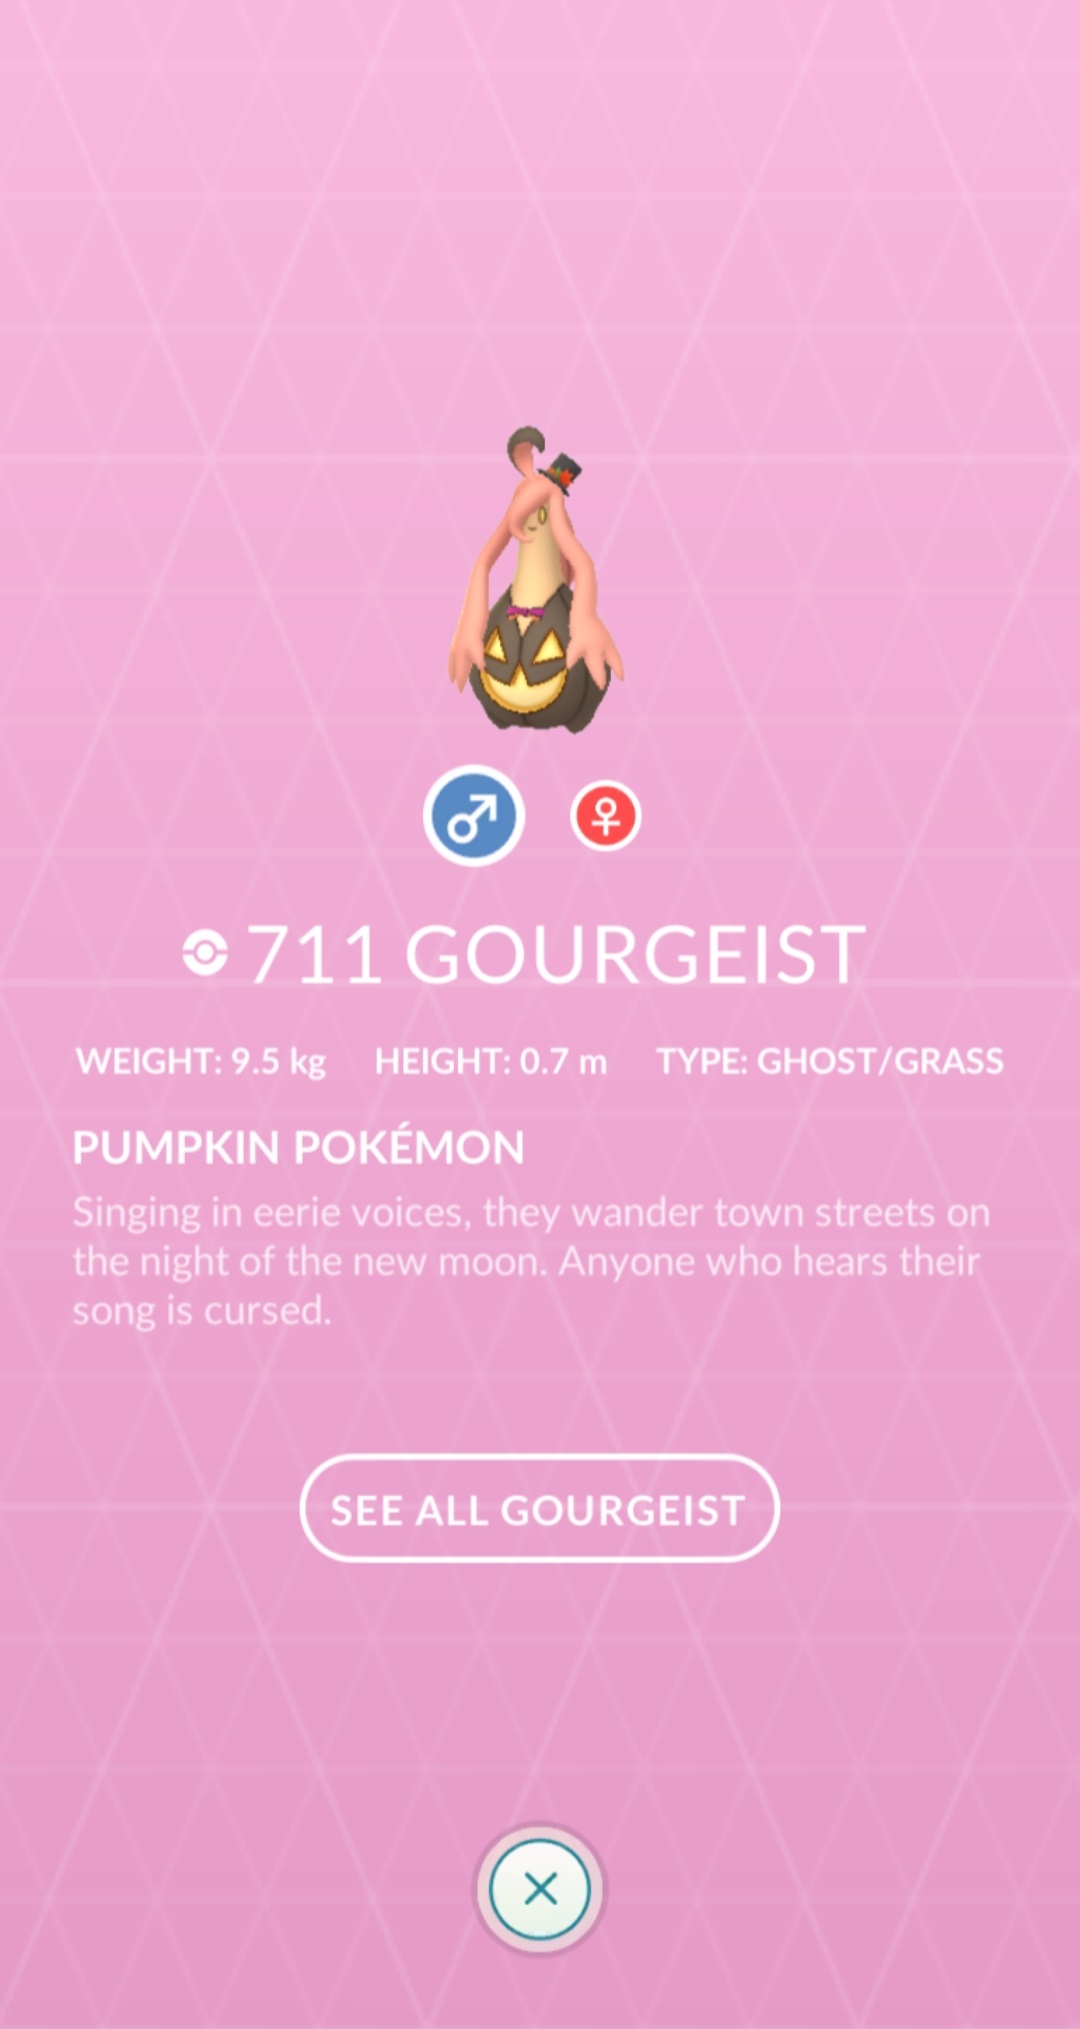 711 GOURGEIST
WEIGHT: 9.5 kg HEIGHT: 0.7 m TYPE: GHOST/GRASS
PUMPKIN POKÉMON
Singing in eerie voices, they wander town streets on
the night of the new moon. Anyone who hears their
song is cursed.
SEE ALL GOURGEIST